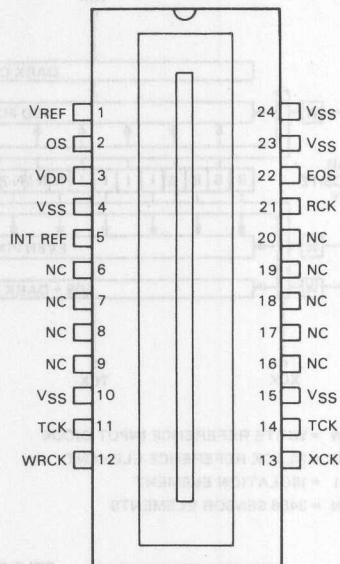 VREF 1 24 VSS
OS 2 23 VSS
VDD 3 22 EOS
VSS 4 21 RCK
INT REF 5 20 NC
NC 6 19 NC
NC 7 18 NC
NC 8 17 NC
NC 9 16 NC
VSS 10 15 VSS
TCK 11 14 TCK
WRCK 12 13 XCK